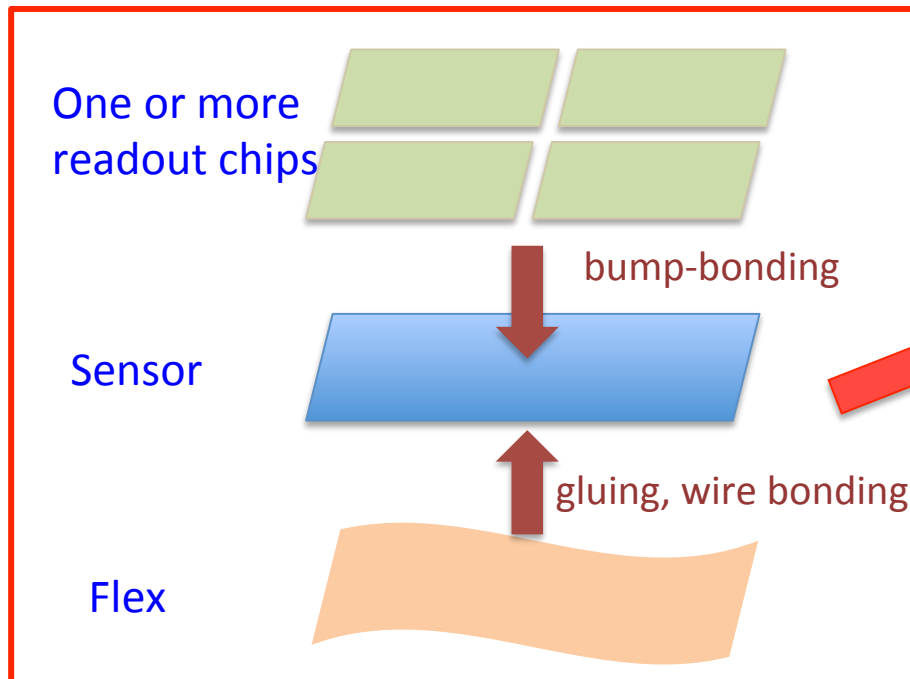 One or more
readout chips
bump-bonding
Sensor
gluing, wire bonding
Flex